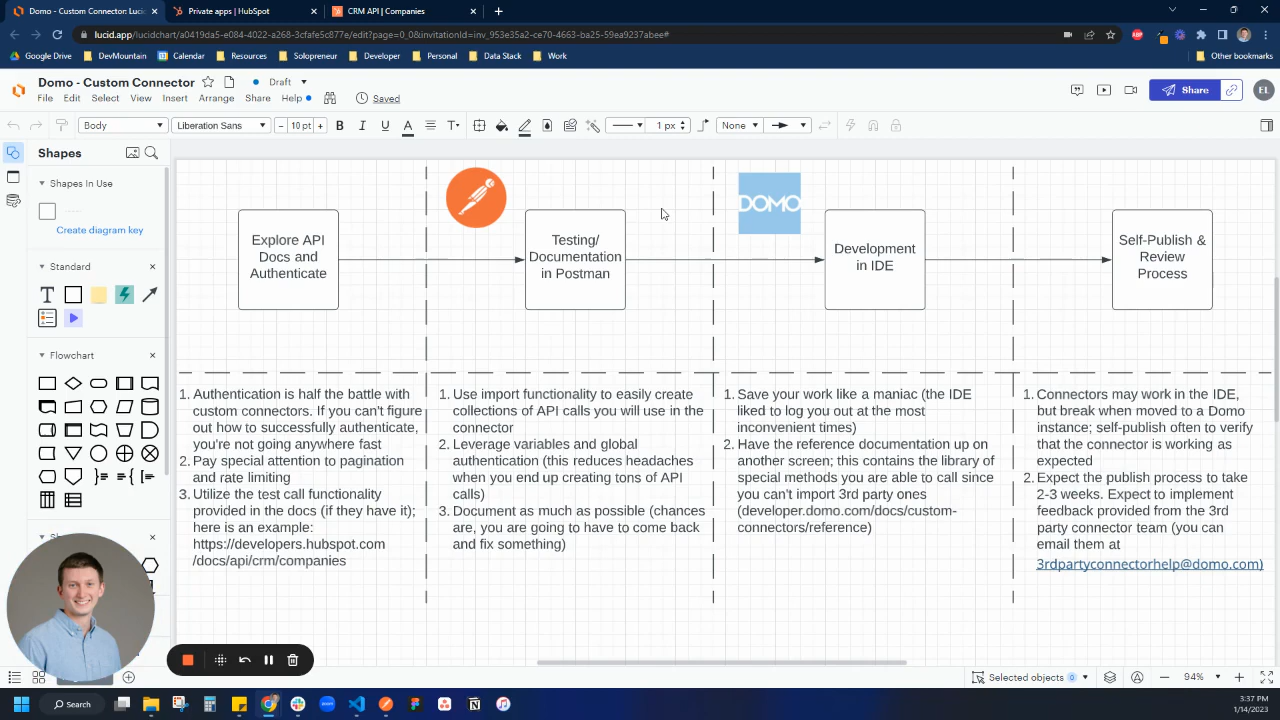 Domo - Custom Connector: Lucid
Private apps | HubSpot
CRM API | Companies
lucid.app/lucidchart/a0419da5-e084-4022-a268-3cfafe5c877e/edit?page=0_0&invitationId=inv_953e35a2-ce70-4663-ba25-59ea9237abee#
Google Drive
DevMountain
Calendar
Resources
Solopreneur
Developer
Personal
Data Stack
Work
Other bookmarks
Domo - Custom Connector
Draft
File Edit Select View Insert Arrange Share Help
Saved
Share
EL
Body
Liberation Sans
10 pt
1 px
None
Shapes
Shapes In Use
Create diagram key
Standard
Flowchart
DOMO
Explore API
Docs and
Authenticate
Testing/
Documentation
in Postman
Development
in IDE
Self-Publish &
Review
Process
1. Authentication is half the battle with
custom connectors. If you can't figure
out how to successfully authenticate,
you're not going anywhere fast
2. Pay special attention to pagination
and rate limiting
3. Utilize the test call functionality
provided in the docs (if they have it);
here is an example:
https://developers.hubspot.com
/docs/api/crm/companies
1. Use import functionality to easily create
collections of API calls you will use in the
connector
2. Leverage variables and global
authentication (this reduces headaches
when you end up creating tons of API
calls)
3. Document as much as possible (chances
are, you are going to have to come back
and fix something)
1. Save your work like a maniac (the IDE
liked to log you out at the most
inconvenient times)
2. Have the reference documentation up on
another screen; this contains the library of
special methods you are able to call since
you can't import 3rd party ones
(developer.domo.com/docs/custom-
connectors/reference)
1. Connectors may work in the IDE,
but break when moved to a Domo
instance; self-publish often to verify
that the connector is working as
expected
2. Expect the publish process to take
2-3 weeks. Expect to implement
feedback provided from the 3rd
party connector team (you can
email them at
3rdpartyconnectorhelp@domo.com)
Selected objects 0
94%
Search
3:37 PM
1/14/2023